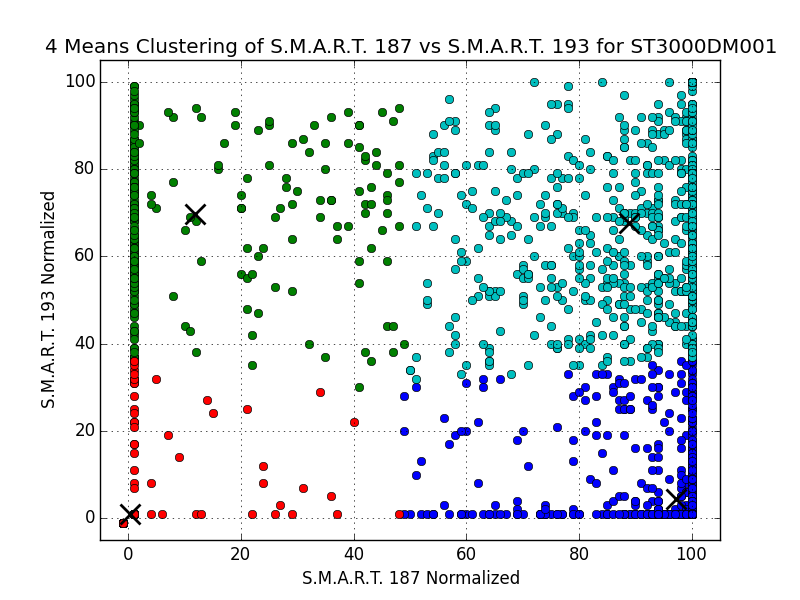 4 Means Clustering of S.M.A.R.T. 187 vs S.M.A.R.T. 193 for ST3000DM001
100
80
60
40
20
0
S.M.A.R.T. 193 Normalized
0 20 40 60 80 100
S.M.A.R.T. 187 Normalized